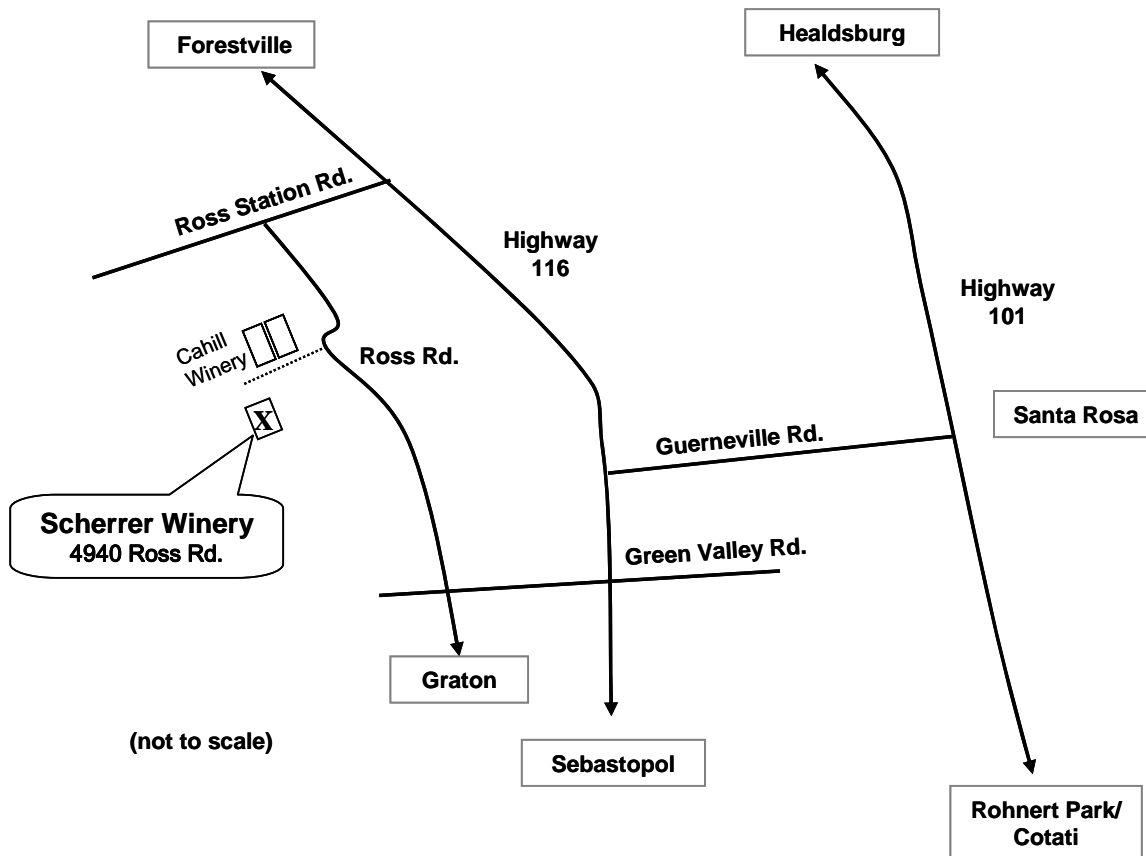 Forestville
Healdsburg
Ross Station Rd.
Highway
116
Highway
101
Cahill
Winery
Ross Rd.
X
Santa Rosa
Guerneville Rd.
Scherrer Winery
4940 Ross Rd.
Green Valley Rd.
Graton
(not to scale)
Sebastopol
Rohnert Park/
Cotati